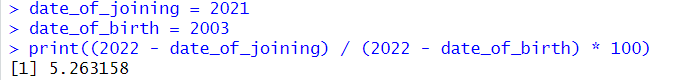 > date_of_joining = 2021
> date_of_birth = 2003
> print((2022 - date_of_joining) / (2022 - date_of_birth) * 100)
[1] 5.263158